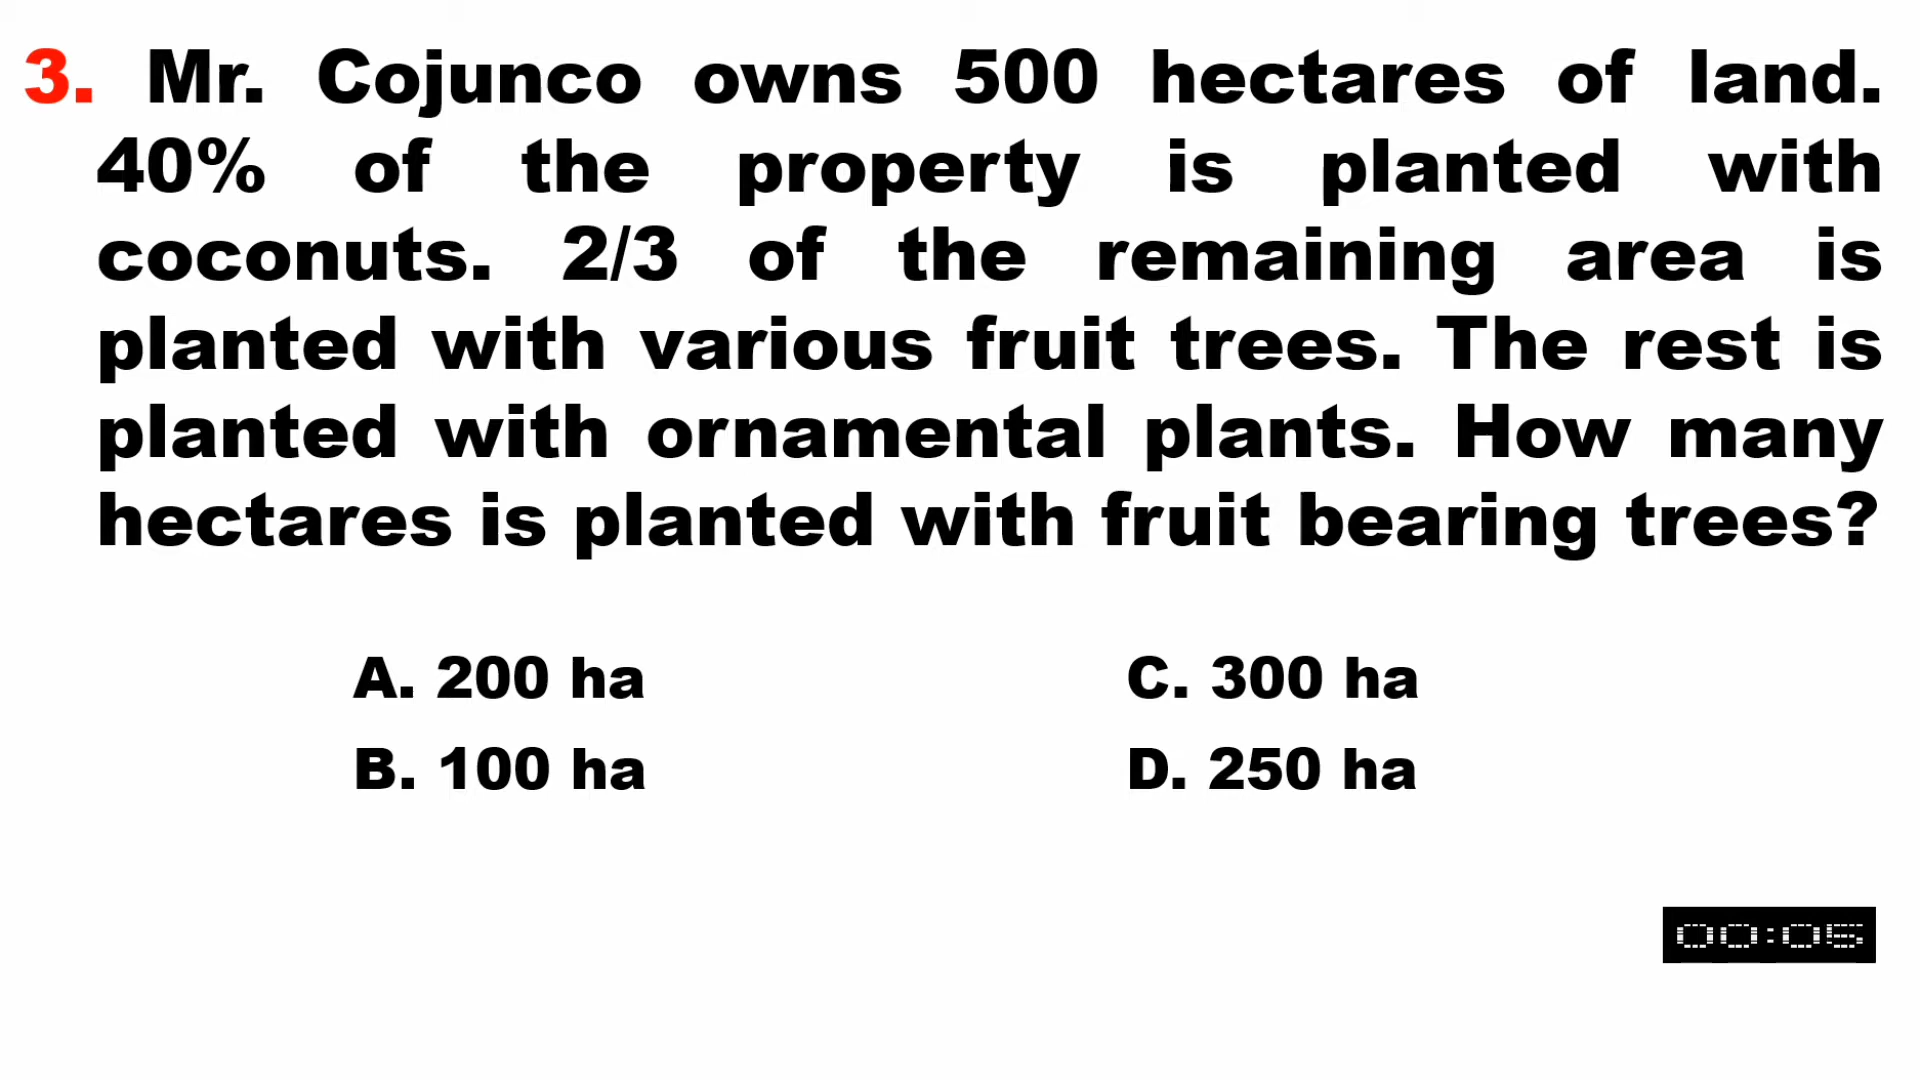 3. Mr. Cojunco owns 500 hectares of land.
40% of the property is planted with
coconuts. 2/3 of the remaining area is
planted with various fruit trees. The rest is
planted with ornamental plants. How many
hectares is planted with fruit bearing trees?
A. 200 ha
B. 100 ha
C. 300 ha
D. 250 ha
00:05